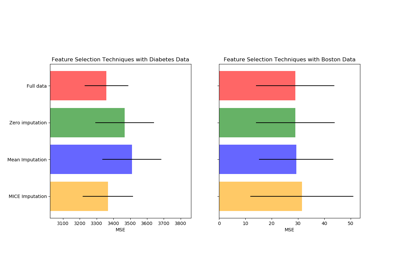 Feature Selection Techniques with Diabetes Data
Feature Selection Techniques with Boston Data
Full data
Zero imputation
Mean Imputation
MICE Imputation
3100 3200 3300 3400 3500 3600 3700 3800
0 10 20 30 40 50
MSE
MSE